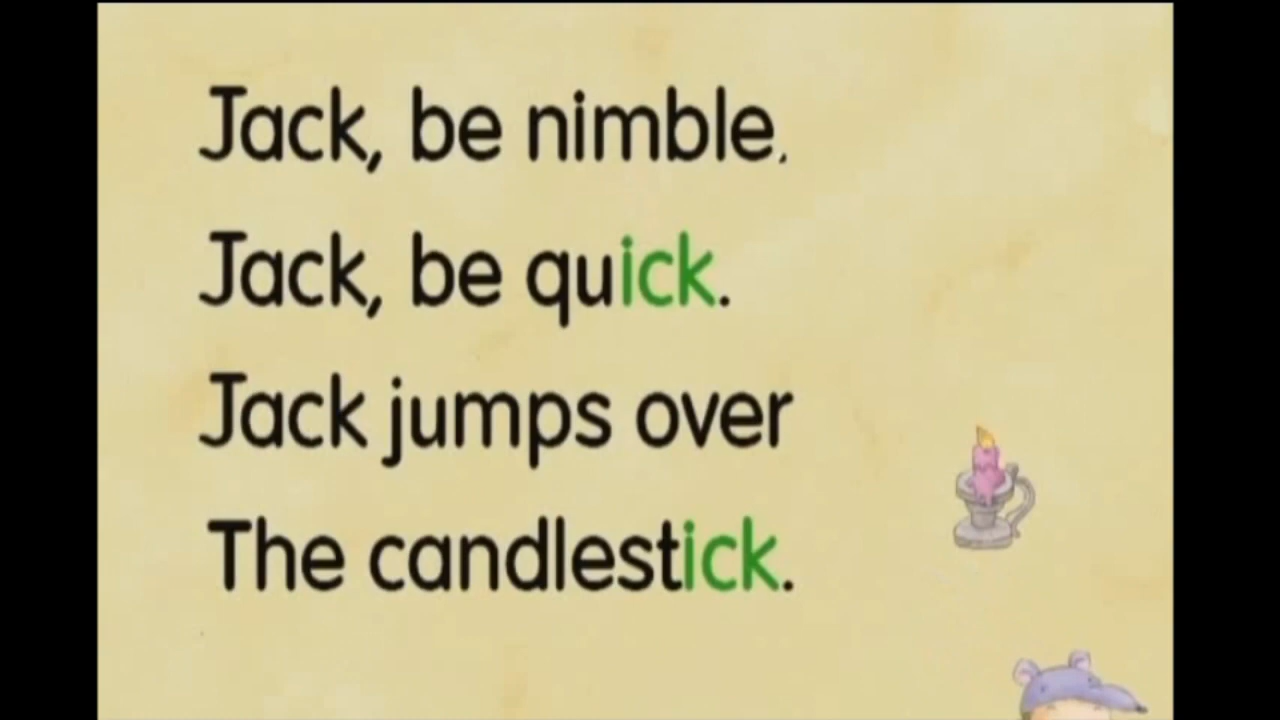 Jack, be nimble.
Jack, be quick.
Jack jumps over
The candlestick.